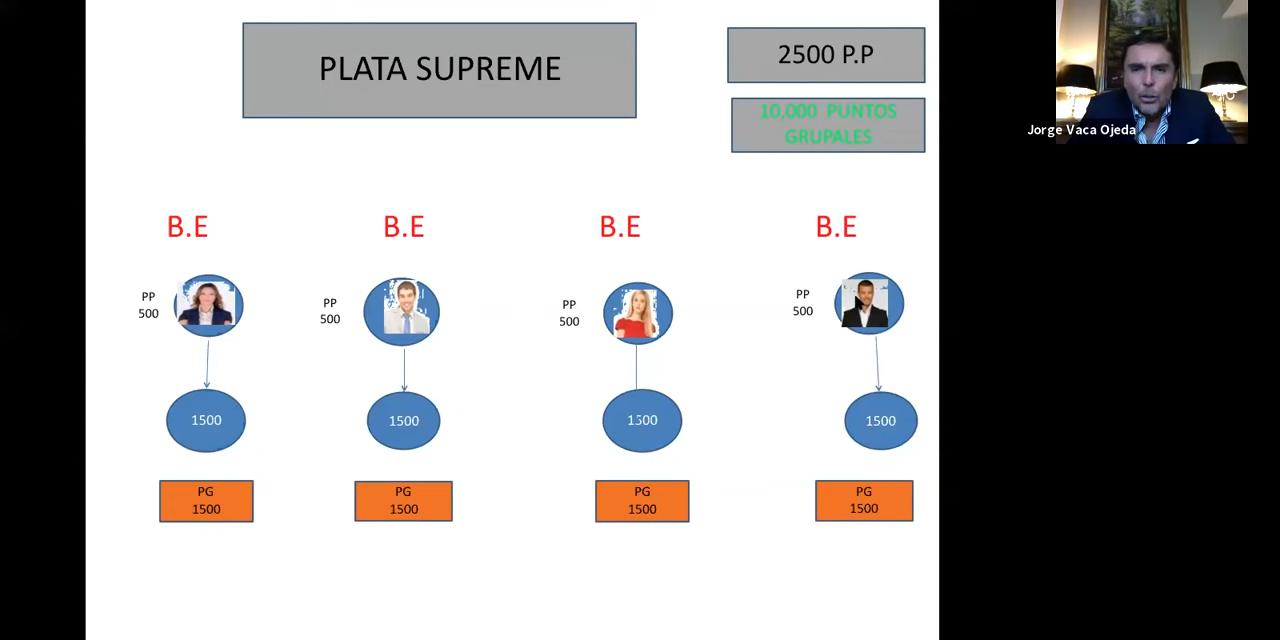 PLATA SUPREME
2500 P.P
10,000 PUNTOS
GRUPALES
Jorge Vaca Ojeda
B.E
B.E
B.E
B.E
PP
500
PP
500
PP
500
PP
500
1500
1500
1500
1500
PG
1500
PG
1500
PG
1500
PG
1500